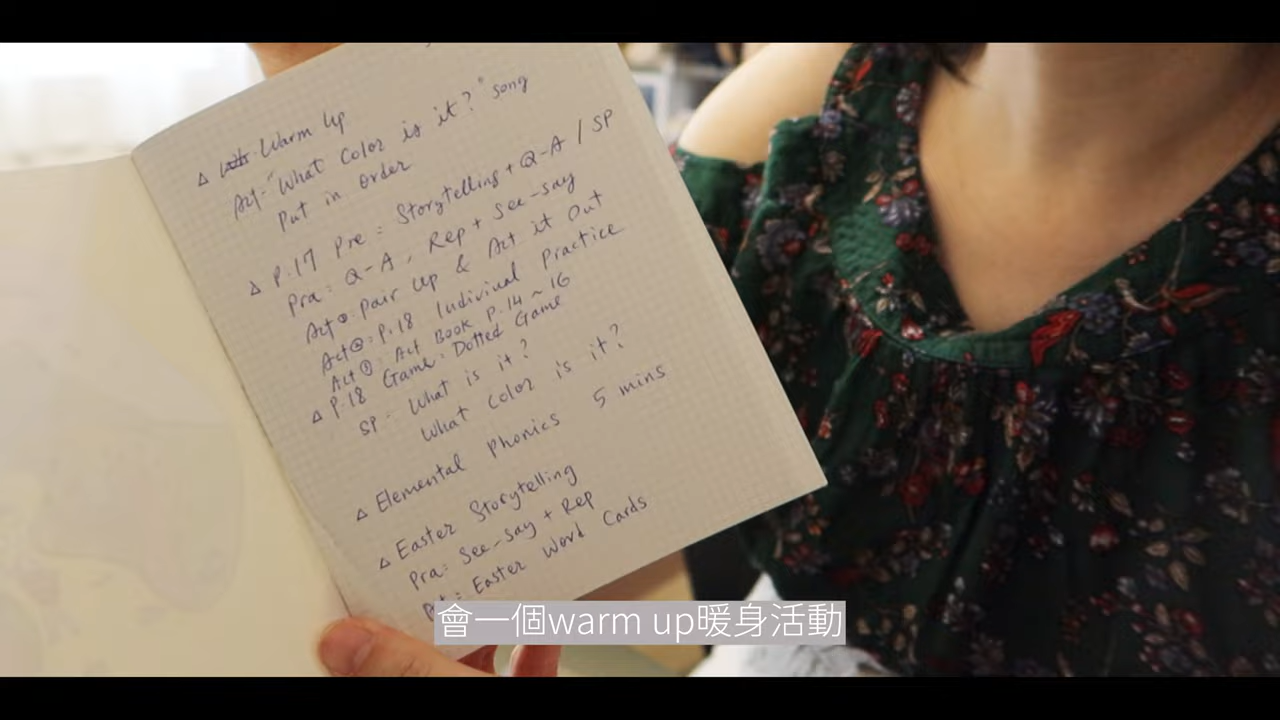 △ Warm Up
Act = "What Color is it?" song
Put in Order
△ P.17 Pre = Storytelling + Q-A / SP
Pra = Q-A, Rep + See-say
Act①: Pair Up & Act it Out
Act②: P.18 Indiviual Practice
Act③: Act Book P.14 ~ 16
△ P.18 Game = Dotted Game
SP = What is it?
What color is it?
△ Elemental Phonics 5 mins
△ Easter Storytelling
Pra = See-say + Rep
Act = Easter Word Cards
會一個warm up暖身活動